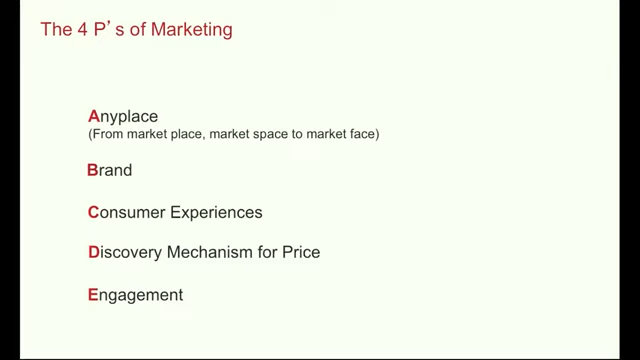 The 4 P's of Marketing
Anyplace
(From market place, market space to market face)
Brand
Consumer Experiences
Discovery Mechanism for Price
Engagement